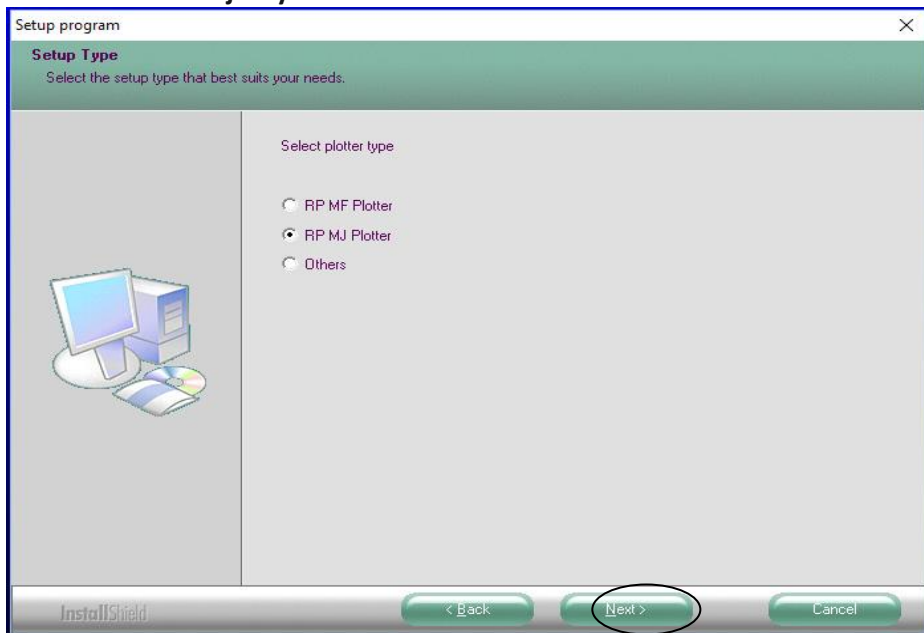 Setup program
Setup Type
Select the setup type that best suits your needs.
Select plotter type
RP MF Plotter
RP MJ Plotter
Others
InstallShield
< Back
Next >
Cancel